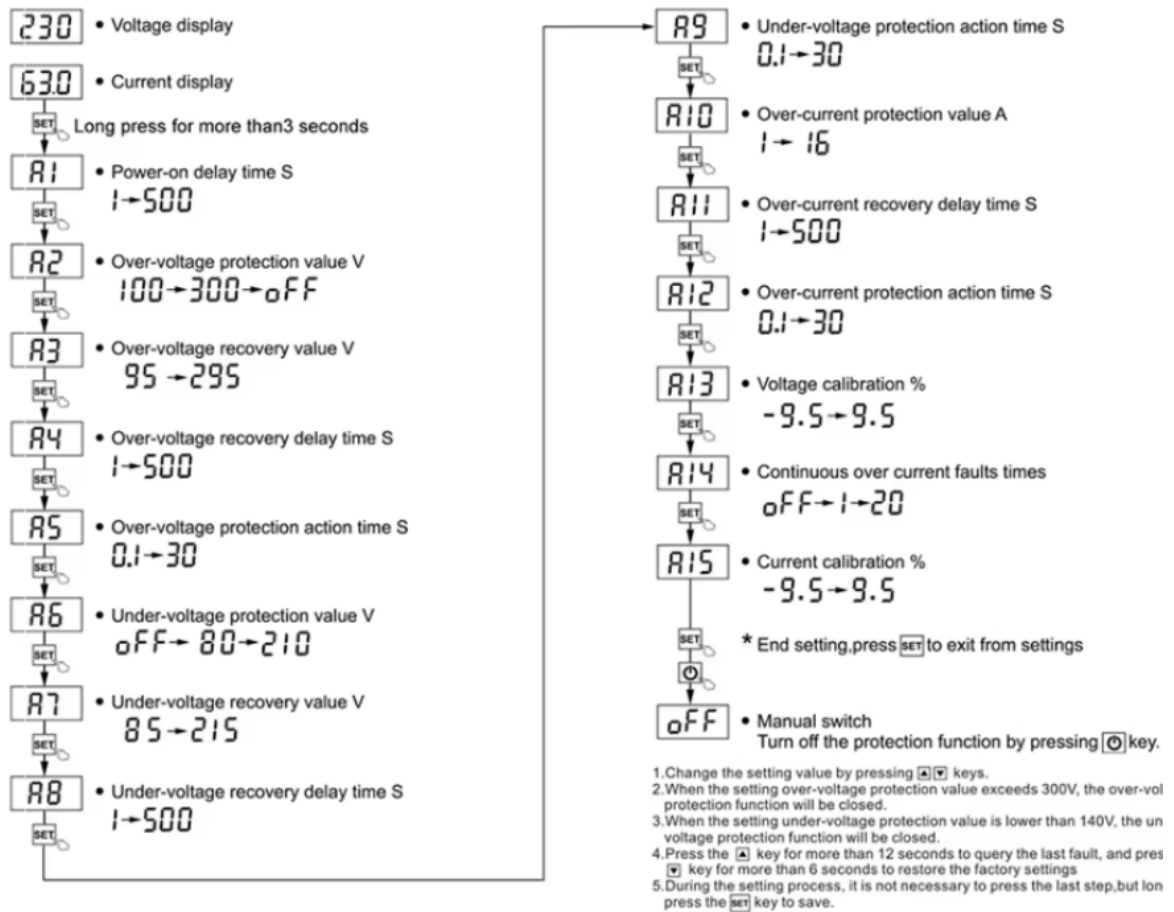 230 • Voltage display
63.0 • Current display
SET Long press for more than3 seconds
A1 • Power-on delay time S
1→500
SET
A2 • Over-voltage protection value V
100→300→oFF
SET
A3 • Over-voltage recovery value V
95→295
SET
A4 • Over-voltage recovery delay time S
1→500
SET
A5 • Over-voltage protection action time S
0.1→30
SET
A6 • Under-voltage protection value V
oFF→80→210
SET
A7 • Under-voltage recovery value V
85→215
SET
A8 • Under-voltage recovery delay time S
1→500
SET
A9 • Under-voltage protection action time S
0.1→30
SET
A10 • Over-current protection value A
1→16
SET
A11 • Over-current recovery delay time S
1→500
SET
A12 • Over-current protection action time S
0.1→30
SET
A13 • Voltage calibration %
-9.5→9.5
SET
A14 • Continuous over current faults times
oFF→1→20
SET
A15 • Current calibration %
-9.5→9.5
SET * End setting,press SET to exit from settings
oFF • Manual switch
Turn off the protection function by pressing key.
1.Change the setting value by pressing ▲▼ keys.
2.When the setting over-voltage protection value exceeds 300V, the over-vol
protection function will be closed.
3.When the setting under-voltage protection value is lower than 140V, the un
voltage protection function will be closed.
4.Press the ▲ key for more than 12 seconds to query the last fault, and pres
▼ key for more than 6 seconds to restore the factory settings
5.During the setting process, it is not necessary to press the last step,but lon
press the SET key to save.